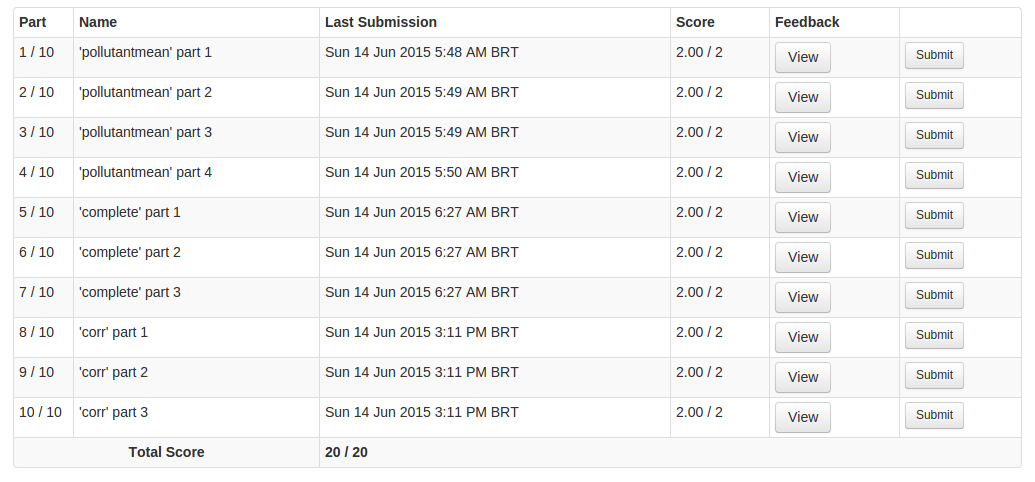 Part Name Last Submission Score Feedback
1 / 10 'pollutantmean' part 1 Sun 14 Jun 2015 5:48 AM BRT 2.00 / 2 View Submit
2 / 10 'pollutantmean' part 2 Sun 14 Jun 2015 5:49 AM BRT 2.00 / 2 View Submit
3 / 10 'pollutantmean' part 3 Sun 14 Jun 2015 5:49 AM BRT 2.00 / 2 View Submit
4 / 10 'pollutantmean' part 4 Sun 14 Jun 2015 5:50 AM BRT 2.00 / 2 View Submit
5 / 10 'complete' part 1 Sun 14 Jun 2015 6:27 AM BRT 2.00 / 2 View Submit
6 / 10 'complete' part 2 Sun 14 Jun 2015 6:27 AM BRT 2.00 / 2 View Submit
7 / 10 'complete' part 3 Sun 14 Jun 2015 6:27 AM BRT 2.00 / 2 View Submit
8 / 10 'corr' part 1 Sun 14 Jun 2015 3:11 PM BRT 2.00 / 2 View Submit
9 / 10 'corr' part 2 Sun 14 Jun 2015 3:11 PM BRT 2.00 / 2 View Submit
10 / 10 'corr' part 3 Sun 14 Jun 2015 3:11 PM BRT 2.00 / 2 View Submit
Total Score 20 / 20